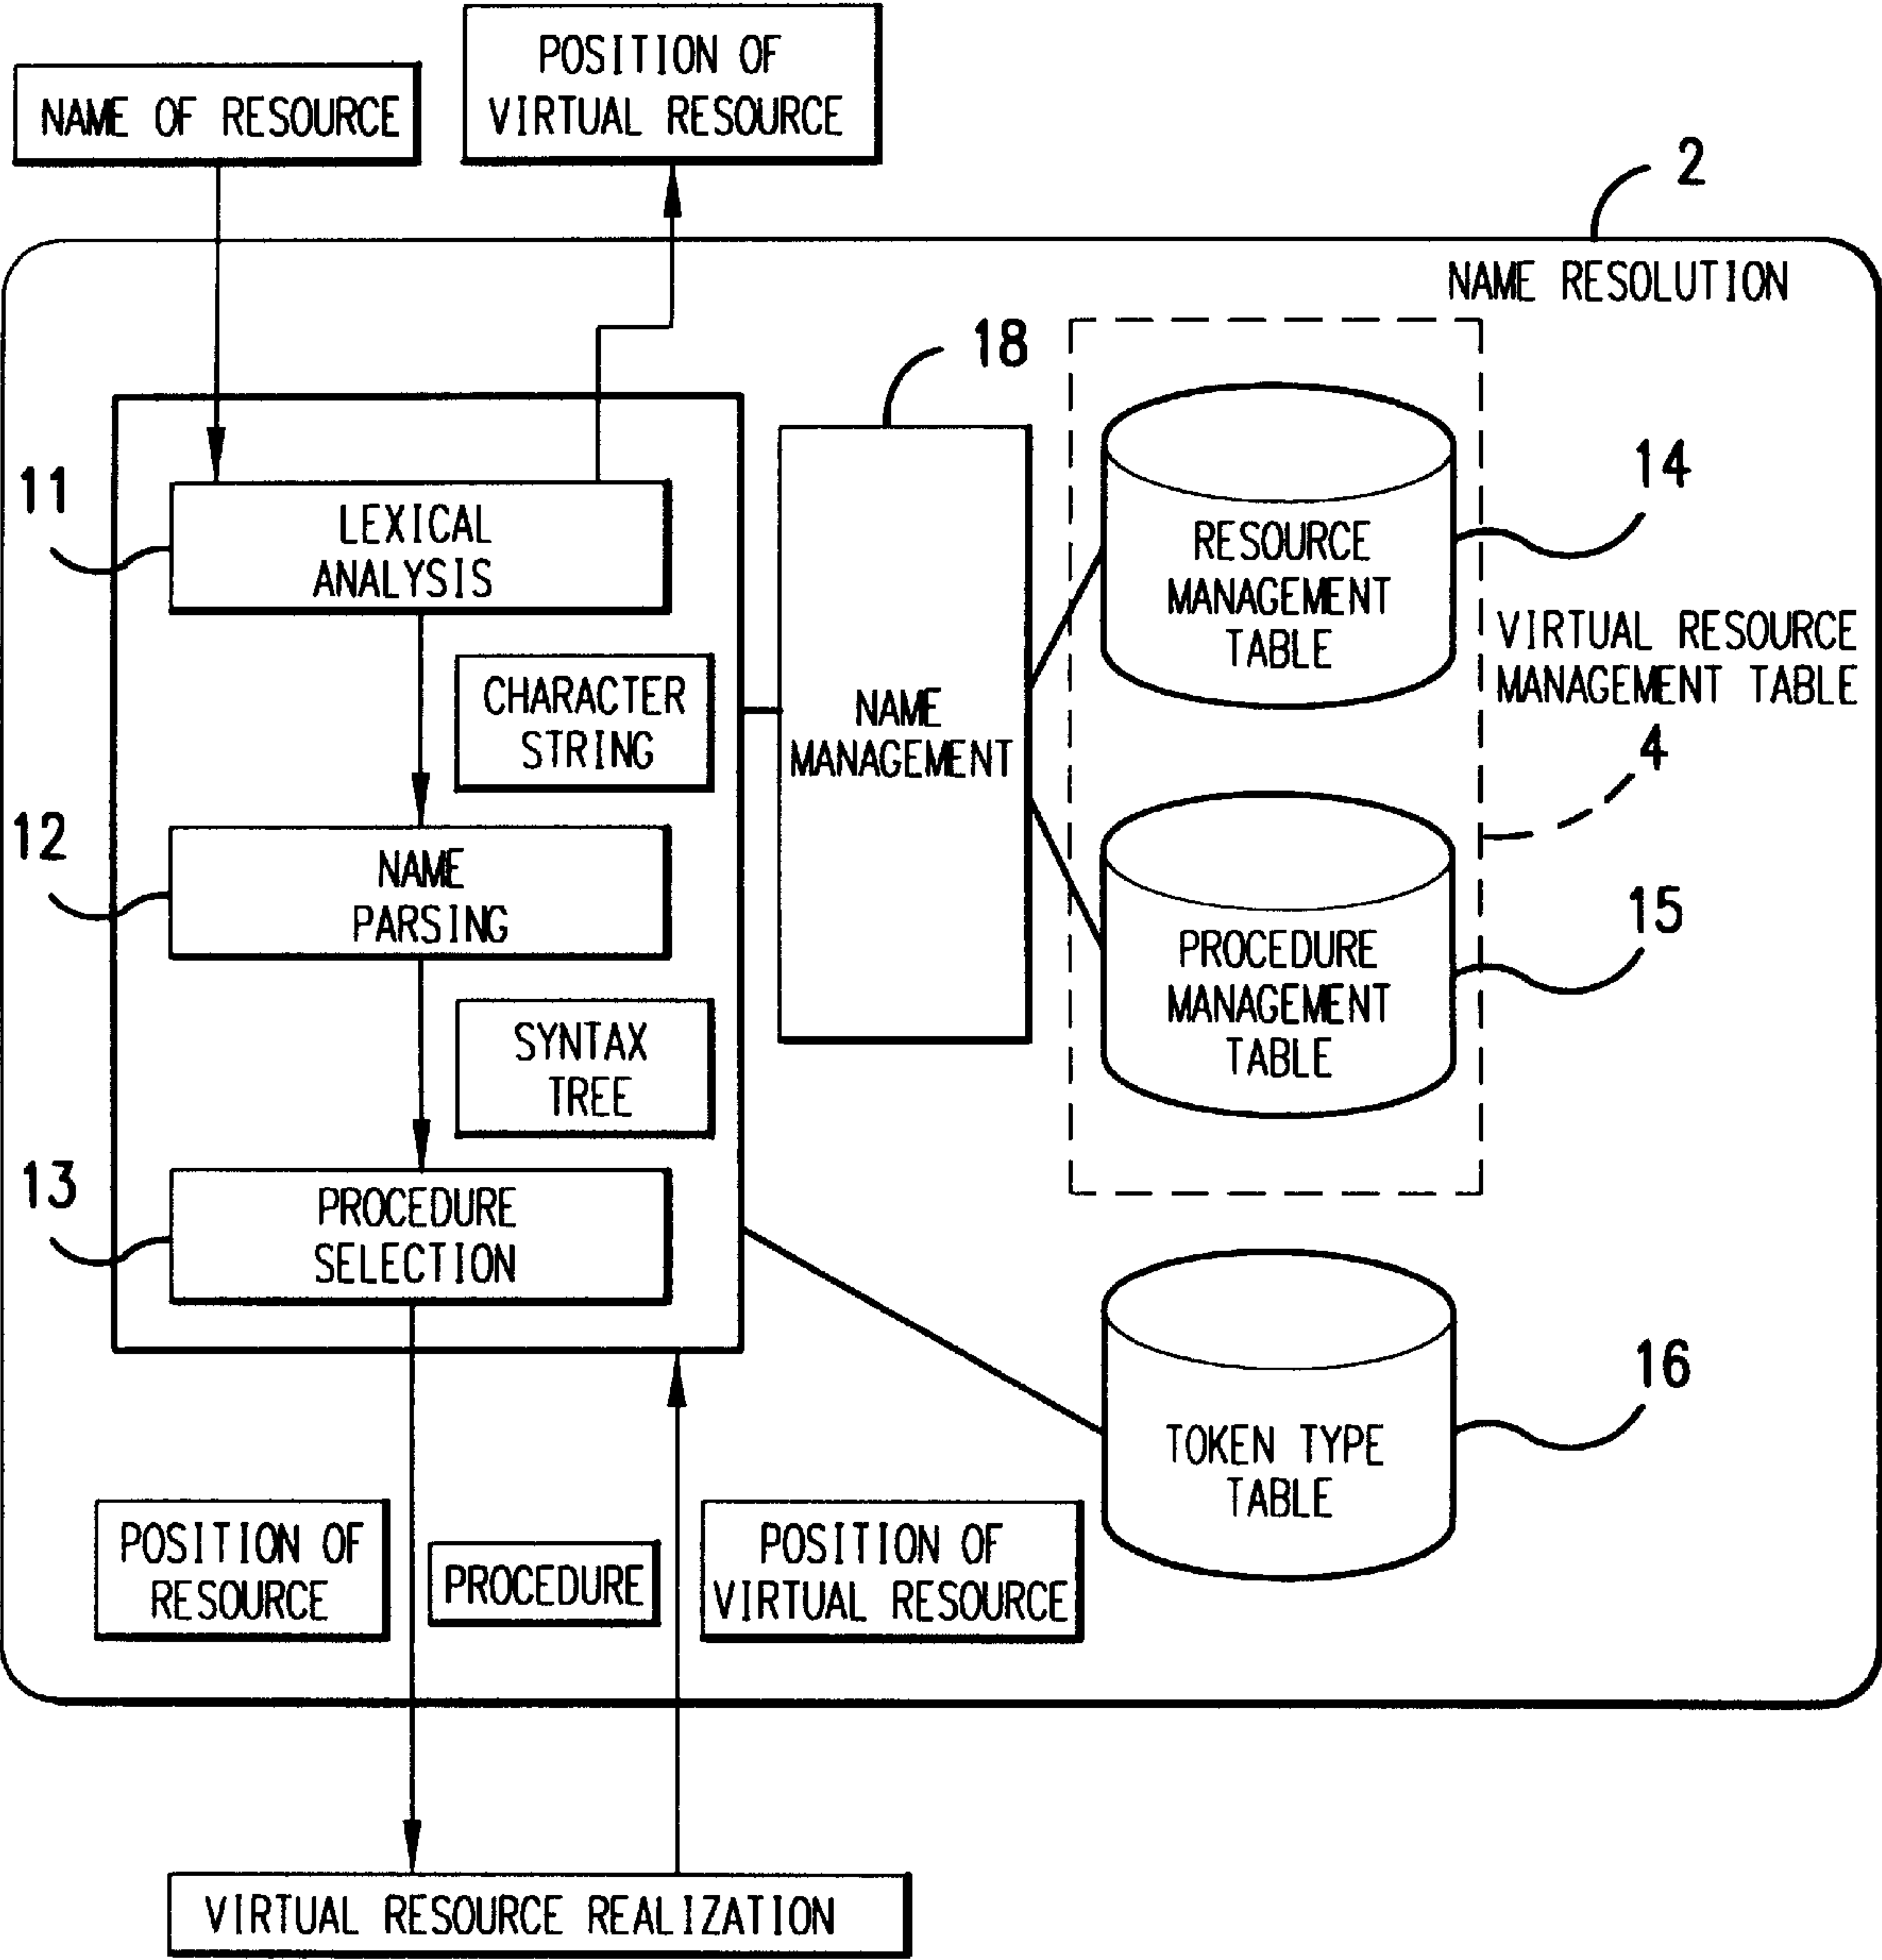 POSITION OF
VIRTUAL RESOURCE
NAME OF RESOURCE
2
NAME RESOLUTION
18
11
LEXICAL
ANALYSIS
14
RESOURCE
MANAGEMENT
TABLE
VIRTUAL RESOURCE
MANAGEMENT TABLE
4
CHARACTER
STRING
NAME
MANAGEMENT
12
NAME
PARSING
15
PROCEDURE
MANAGEMENT
TABLE
SYNTAX
TREE
13
PROCEDURE
SELECTION
16
TOKEN TYPE
TABLE
POSITION OF
RESOURCE
PROCEDURE
POSITION OF
VIRTUAL RESOURCE
VIRTUAL RESOURCE REALIZATION